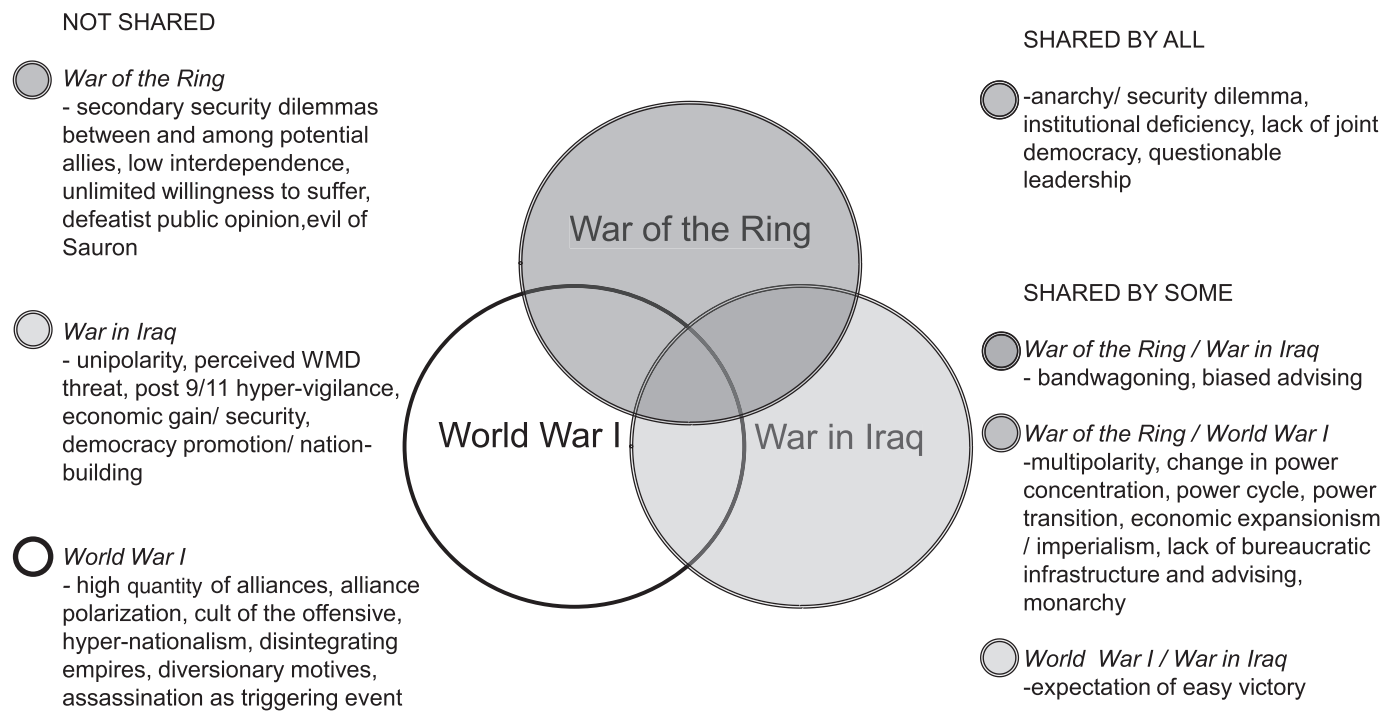 NOT SHARED
War of the Ring
- secondary security dilemmas
between and among potential
allies, low interdependence,
unlimited willingness to suffer,
defeatist public opinion,evil of
Sauron
War in Iraq
- unipolarity, perceived WMD
threat, post 9/11 hyper-vigilance,
economic gain/ security,
democracy promotion/ nation-
building
World War I
- high quantity of alliances, alliance
polarization, cult of the offensive,
hyper-nationalism, disintegrating
empires, diversionary motives,
assassination as triggering event
War of the Ring
World War I
War in Iraq
SHARED BY ALL
-anarchy/ security dilemma,
institutional deficiency, lack of joint
democracy, questionable
leadership
SHARED BY SOME
War of the Ring / War in Iraq
- bandwagoning, biased advising
War of the Ring / World War I
-multipolarity, change in power
concentration, power cycle, power
transition, economic expansionism
/ imperialism, lack of bureaucratic
infrastructure and advising,
monarchy
World War I / War in Iraq
-expectation of easy victory